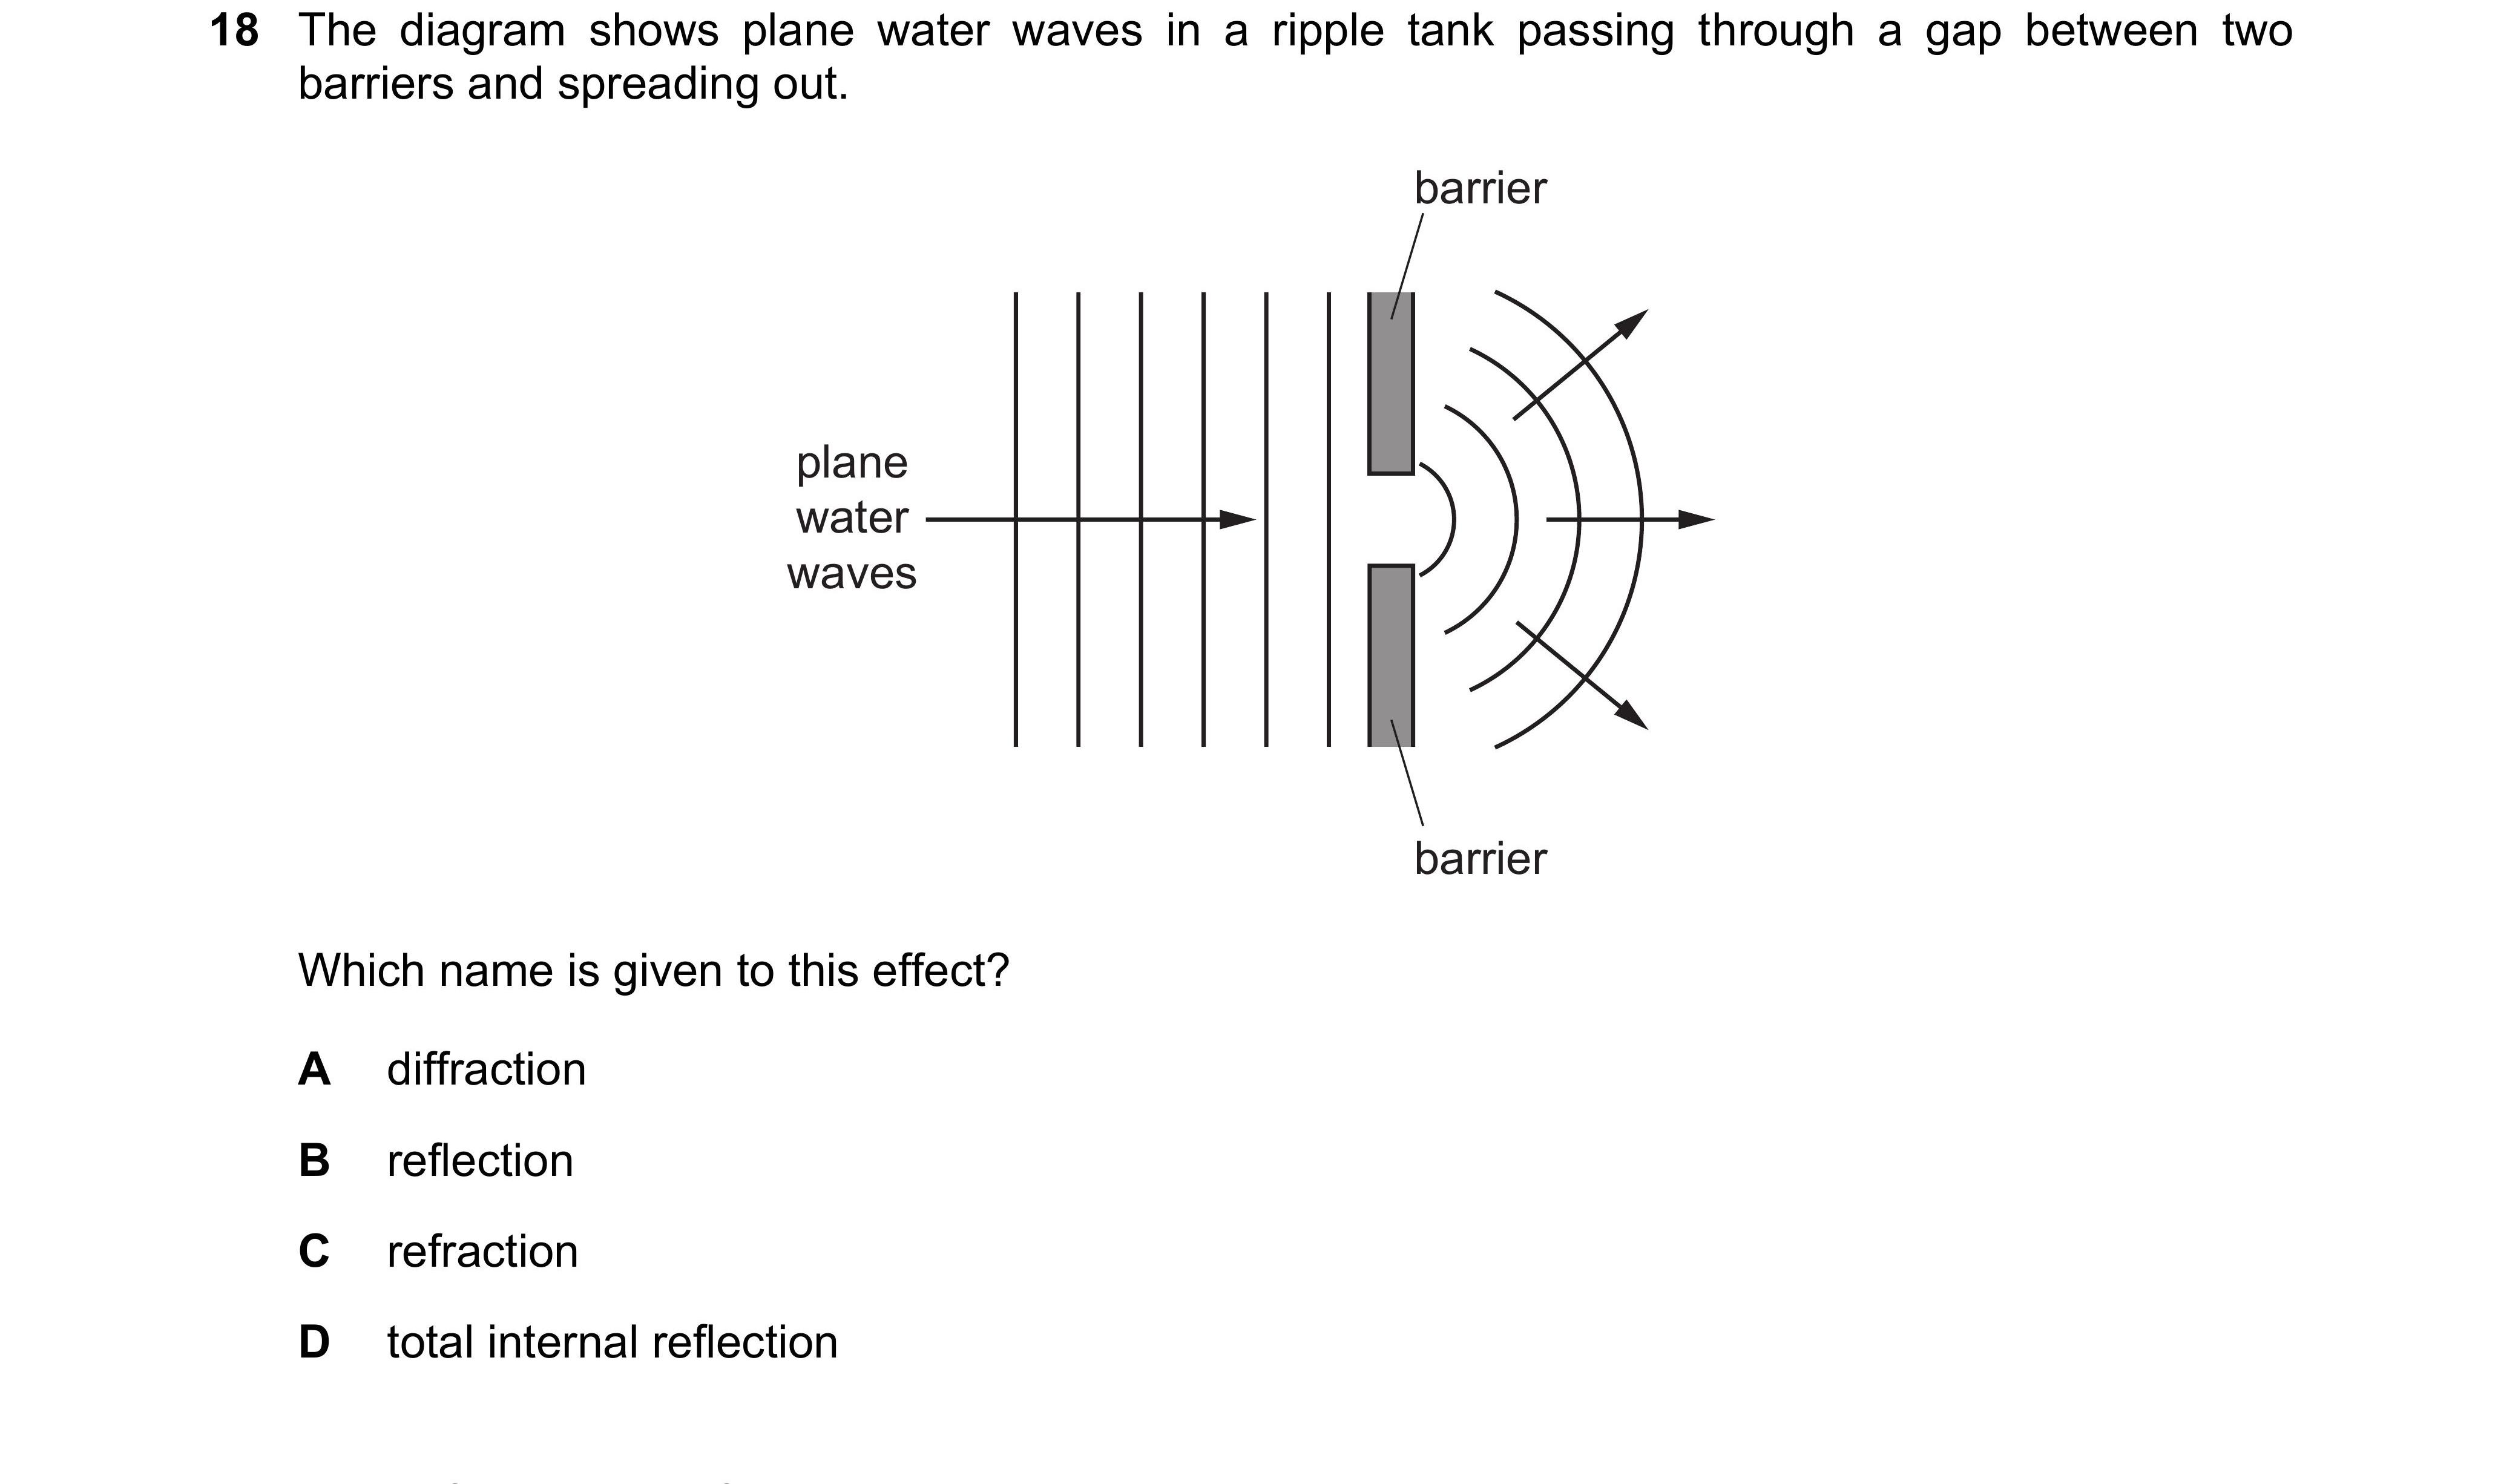 18 The diagram shows plane water waves in a ripple tank passing through a gap between two
barriers and spreading out.
barrier
plane
water
waves
barrier
Which name is given to this effect?
A diffraction
B reflection
C refraction
D total internal reflection